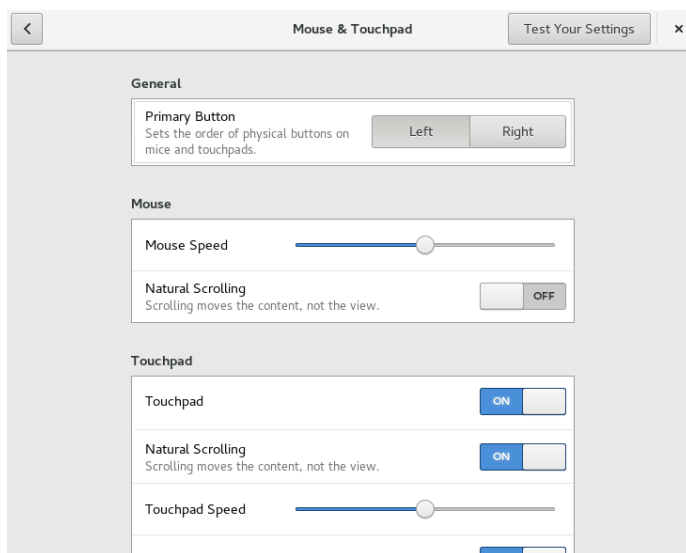 Mouse & Touchpad
Test Your Settings
General
Primary Button
Sets the order of physical buttons on
mice and touchpads.
Left
Right
Mouse
Mouse Speed
Natural Scrolling
Scrolling moves the content, not the view.
OFF
Touchpad
Touchpad
ON
Natural Scrolling
Scrolling moves the content, not the view.
ON
Touchpad Speed